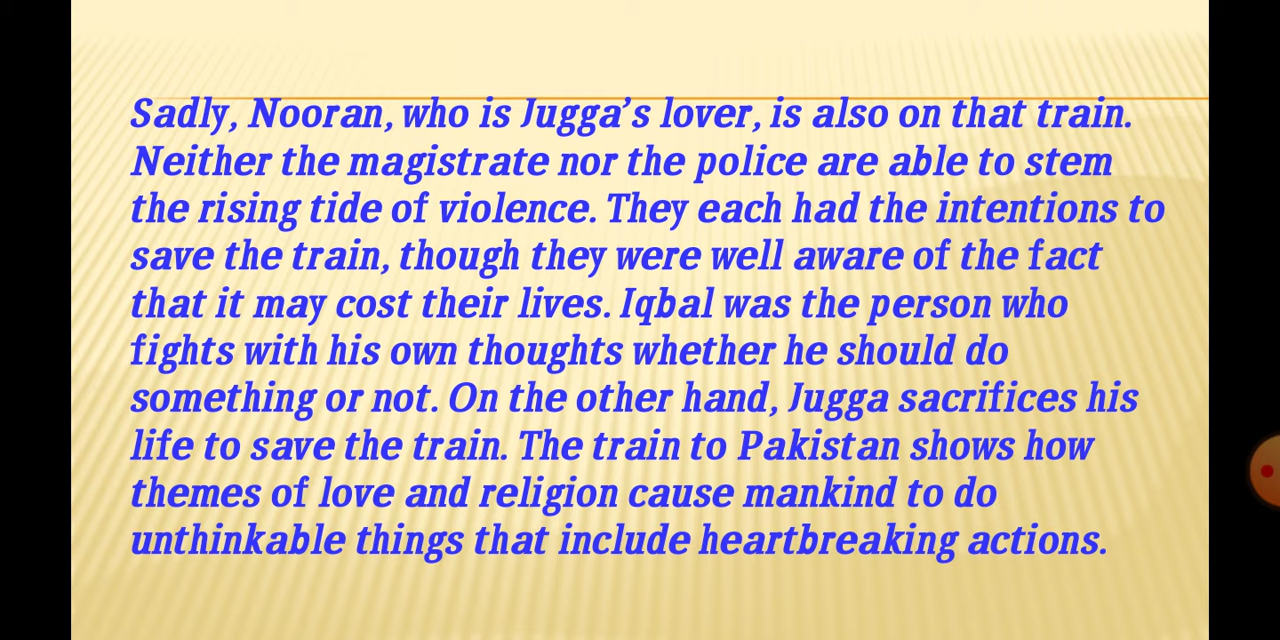 Sadly, Nooran, who is Jugga’s lover, is also on that train.
Neither the magistrate nor the police are able to stem
the rising tide of violence. They each had the intentions to
save the train, though they were well aware of the fact
that it may cost their lives. Iqbal was the person who
fights with his own thoughts whether he should do
something or not. On the other hand, Jugga sacrifices his
life to save the train. The train to Pakistan shows how
themes of love and religion cause mankind to do
unthinkable things that include heartbreaking actions.